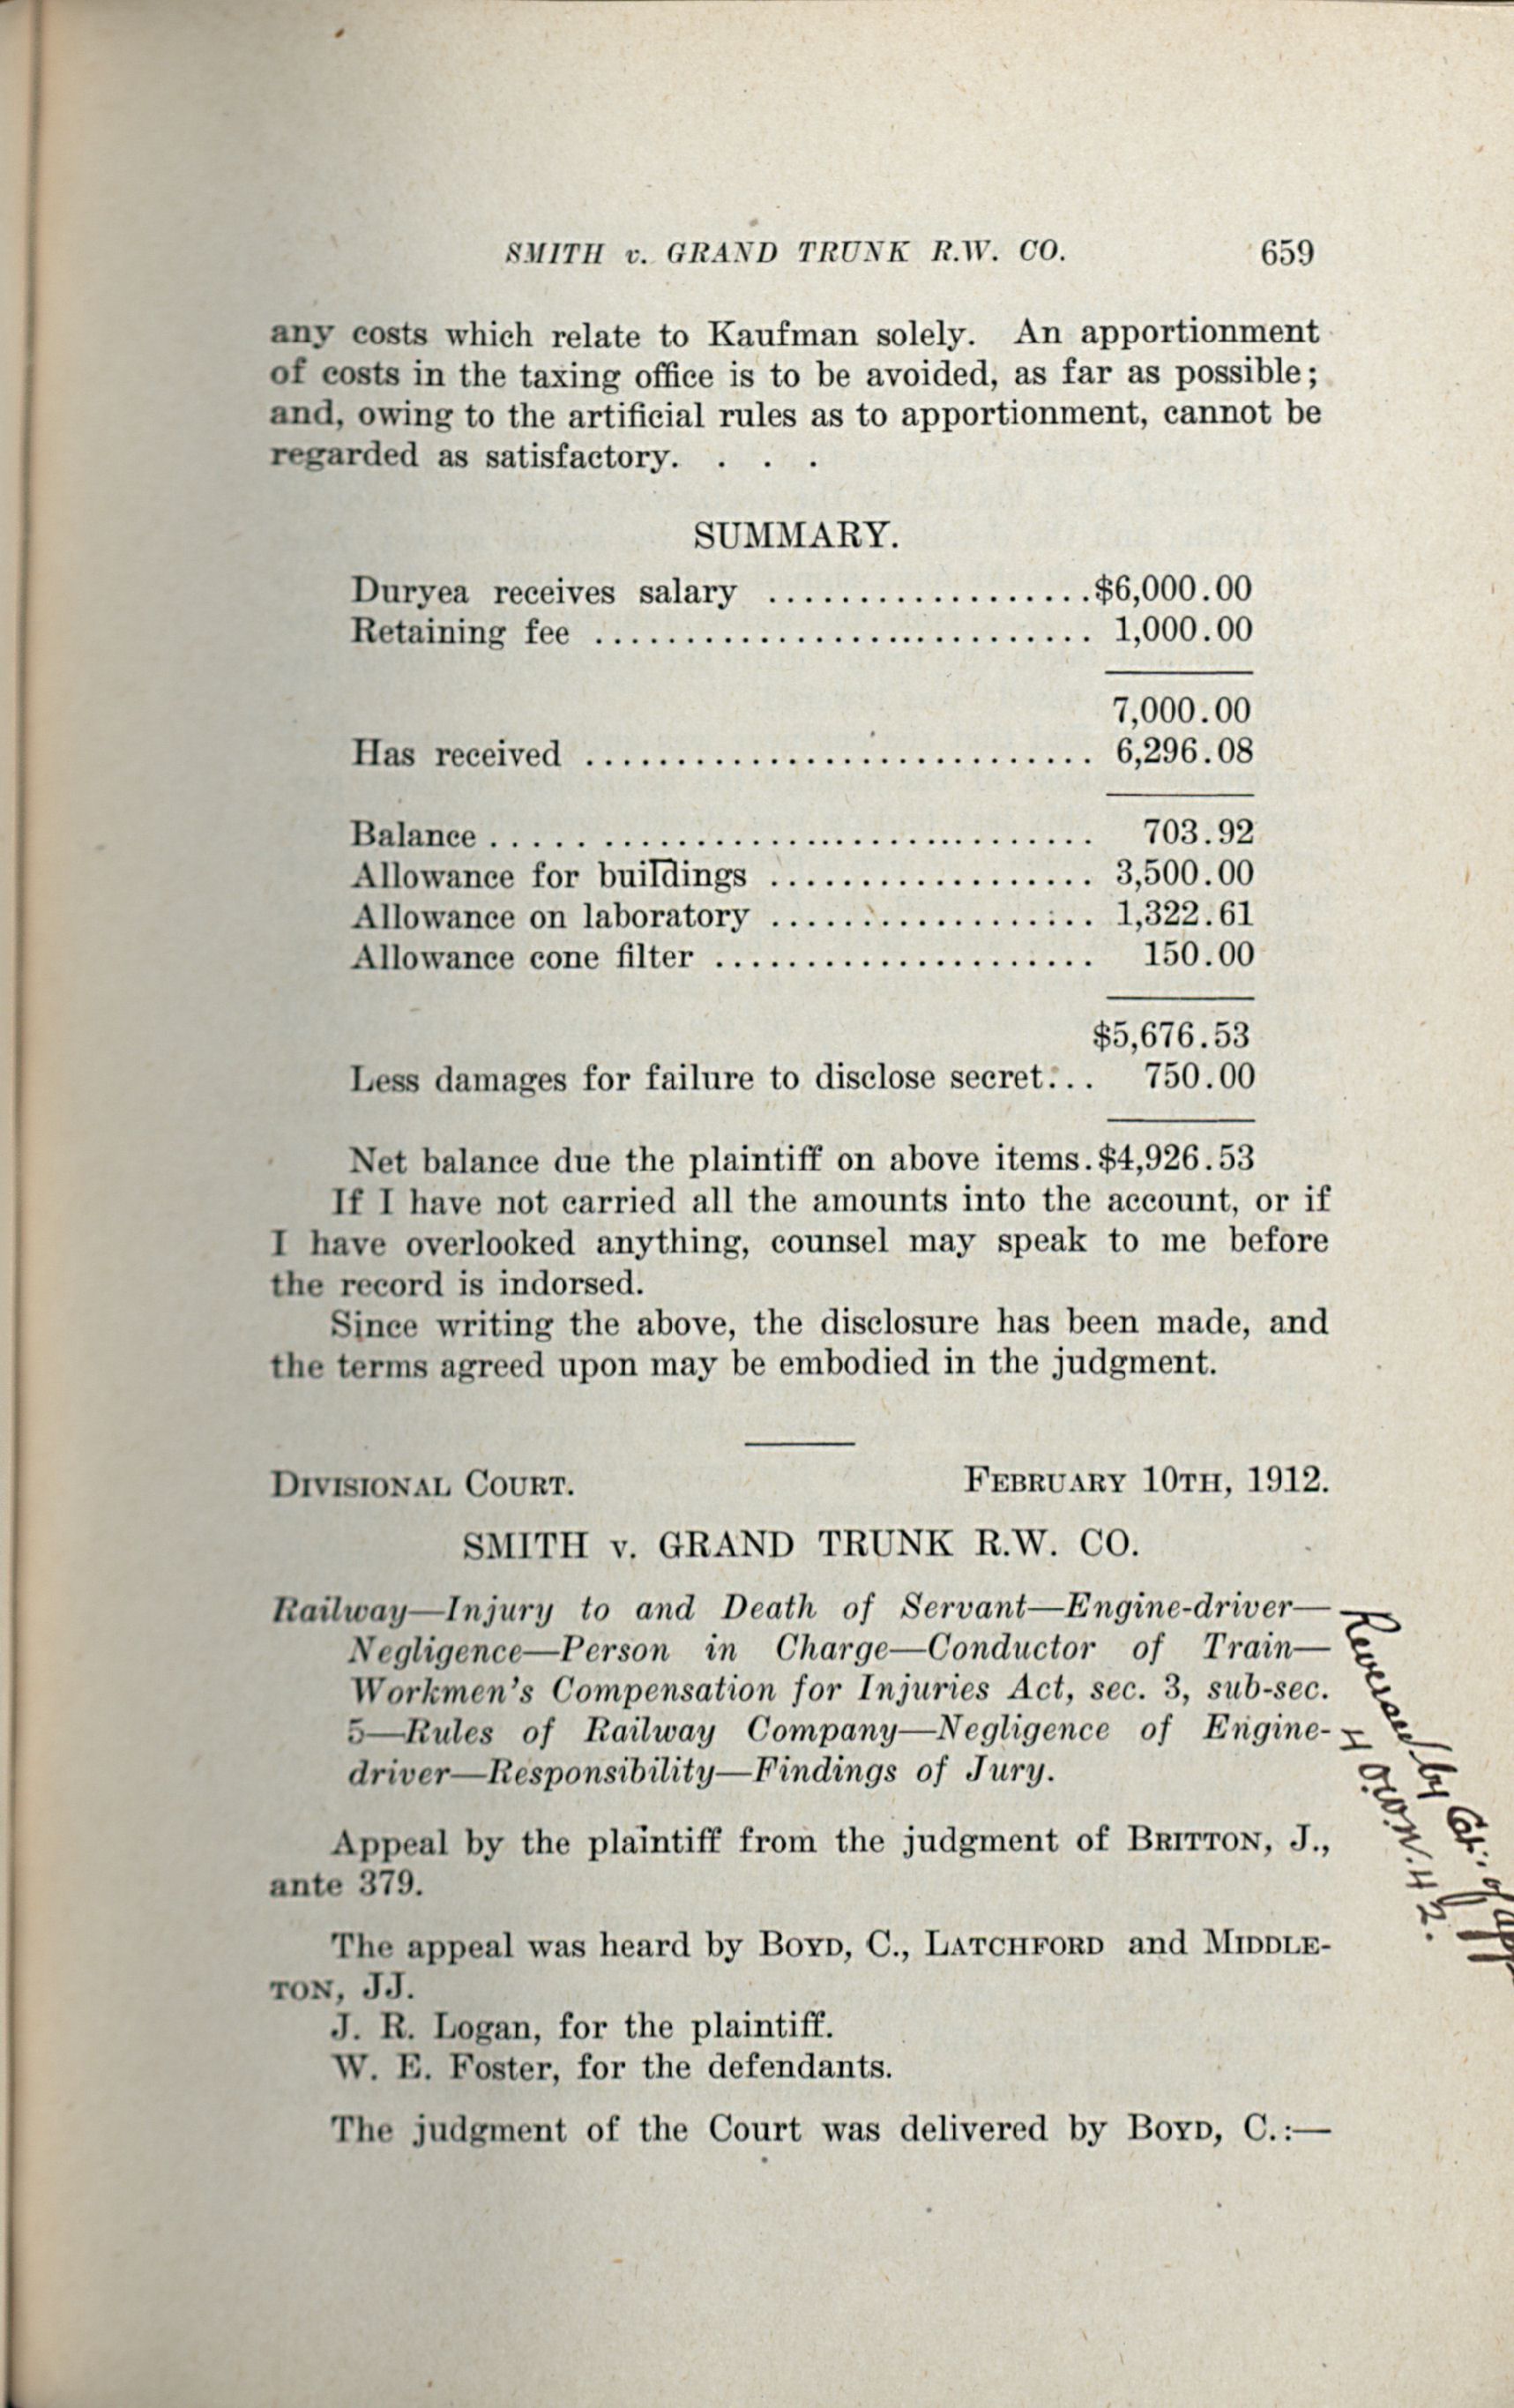 SMITH v. GRAND TRUNK R.W. CO. 659
any costs which relate to Kaufman solely. An apportionment
of costs in the taxing office is to be avoided, as far as possible;
and, owing to the artificial rules as to apportionment, cannot be
regarded as satisfactory. . . .
SUMMARY.
Duryea receives salary ..................$6,000.00
Retaining fee ........................... 1,000.00
7,000.00
Has received ............................ 6,296.08
Balance................................. 703.92
Allowance for buildings .................. 3,500.00
Allowance on laboratory .................. 1,322.61
Allowance cone filter ..................... 150.00
$5,676.53
Less damages for failure to disclose secret... 750.00
Net balance due the plaintiff on above items.$4,926.53
If I have not carried all the amounts into the account, or if
I have overlooked anything, counsel may speak to me before
the record is indorsed.
Since writing the above, the disclosure has been made, and
the terms agreed upon may be embodied in the judgment.
DIVISIONAL COURT. FEBRUARY 10TH, 1912.
SMITH v. GRAND TRUNK R.W. CO.
Railway—Injury to and Death of Servant—Engine-driver—
Negligence—Person in Charge—Conductor of Train—
Workmen's Compensation for Injuries Act, sec. 3, sub-sec.
5—Rules of Railway Company—Negligence of Engine-
driver—Responsibility—Findings of Jury.
Reversed by Ct. of
O.W.N. 42.
Appeal by the plaintiff from the judgment of BRITTON, J.,
ante 379.
The appeal was heard by BOYD, C., LATCHFORD and MIDDLE-
TON, JJ.
J. R. Logan, for the plaintiff.
W. E. Foster, for the defendants.
The judgment of the Court was delivered by BOYD, C.:—